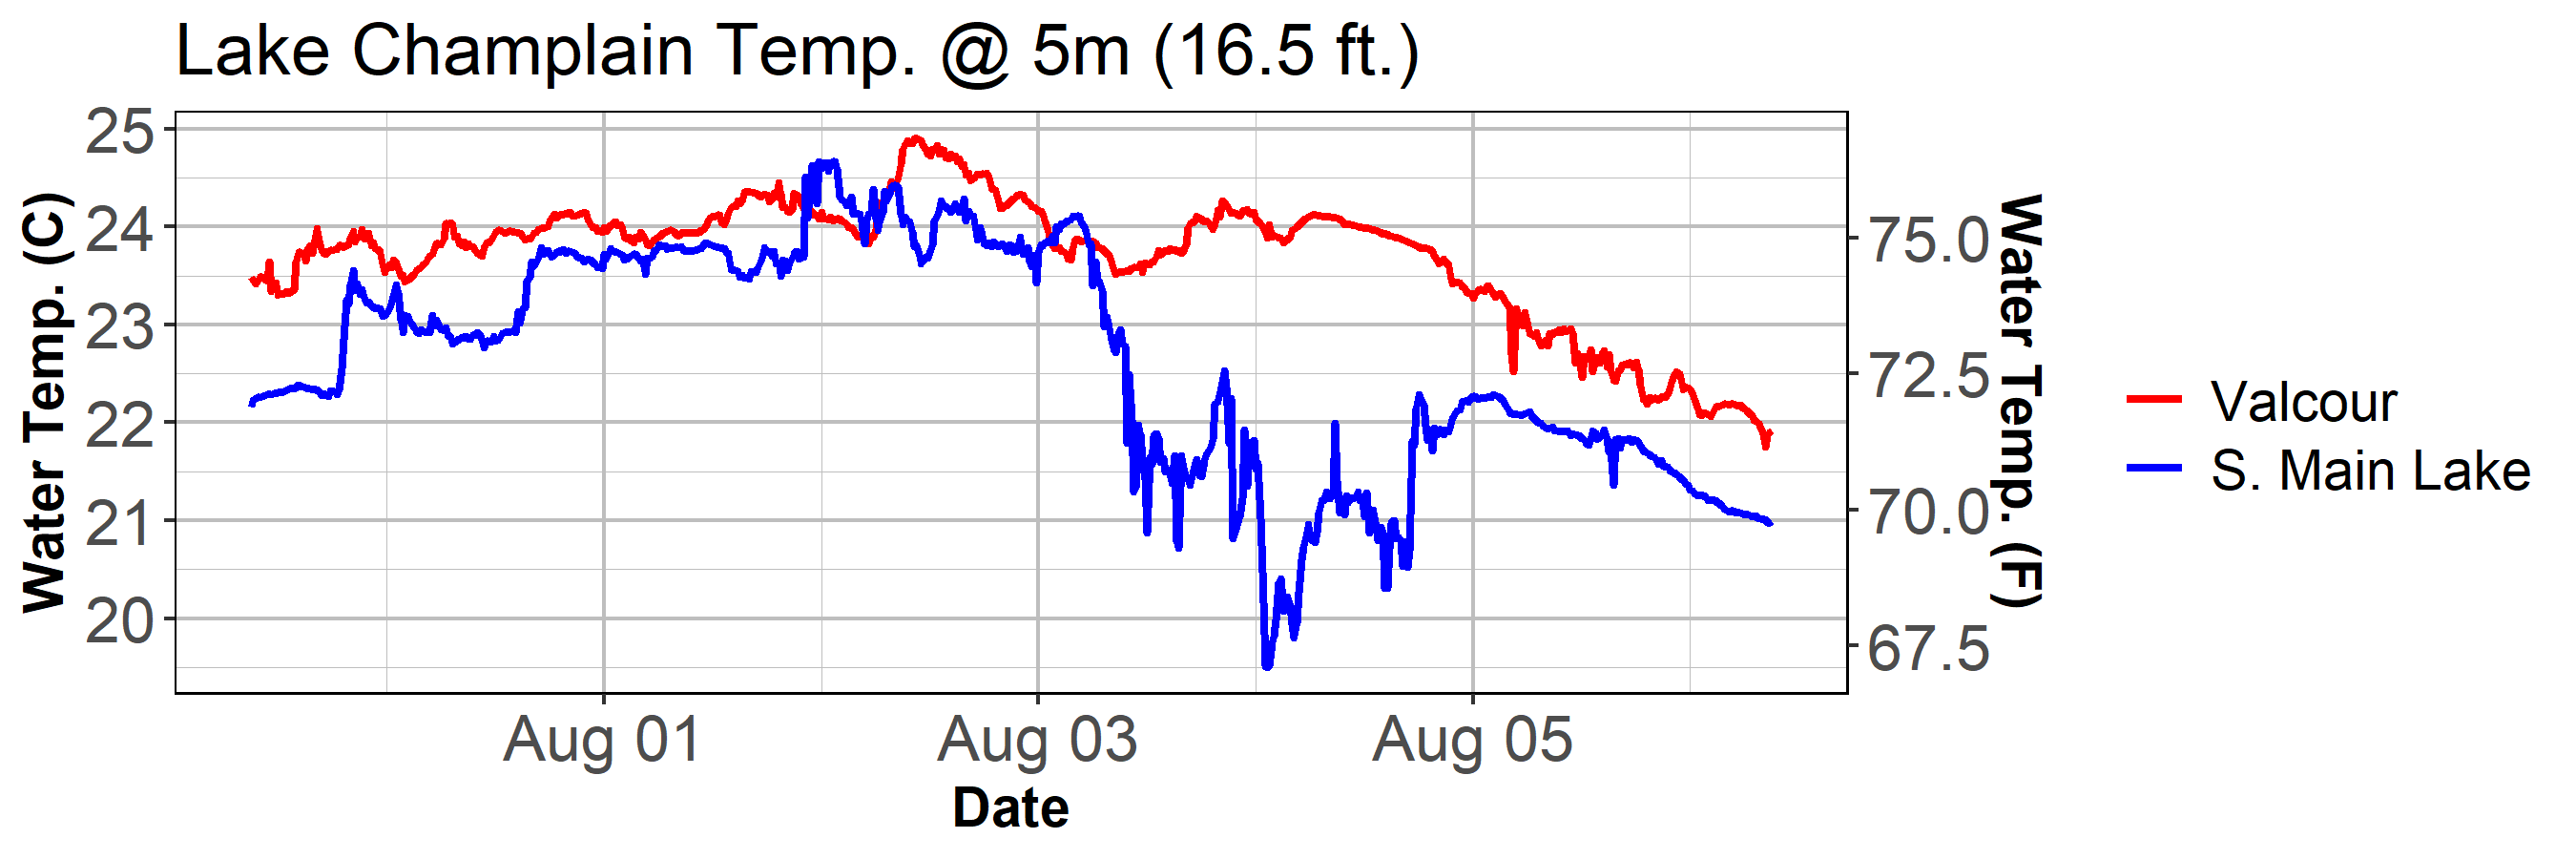 Lake Champlain Temp. @ 5m (16.5 ft.)
Water Temp. (C)
25
24
23
22
21
20
75.0
72.5
70.0
67.5
Water Temp. (F)
Aug 01 Aug 03 Aug 05
Date
Valcour
S. Main Lake